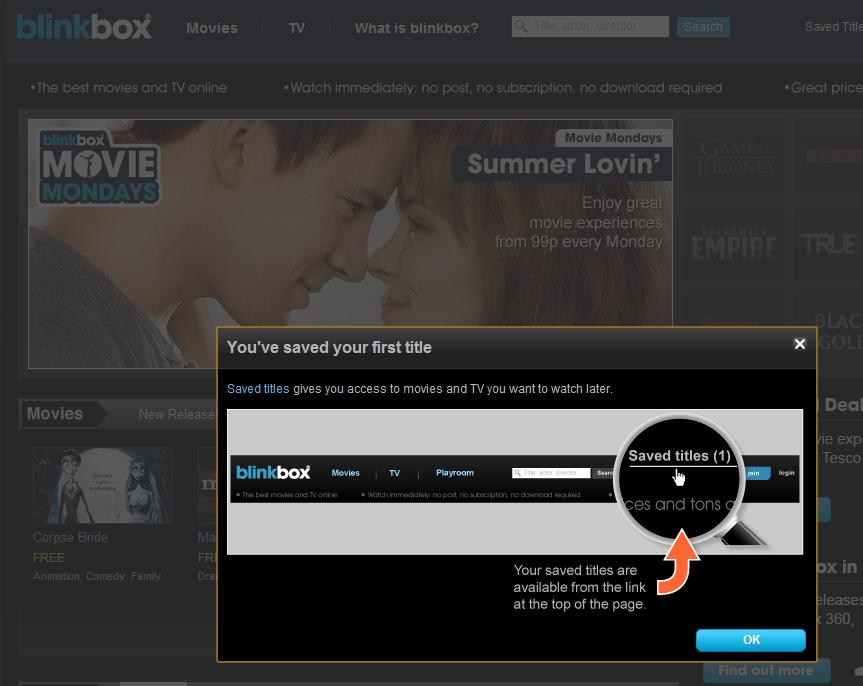 blinkbox
Movies
TV
What is blinkbox?
Title, actor, director
Search
Saved Title
•The best movies and TV online
•Watch immediately: no post, no subscription, no download required
•Great price
blinkbox
MOVIE
MONDAYS
Movie Mondays
Summer Lovin'
Enjoy great
movie experiences
from 99p every Monday
GAME OF
THRONES
BOARDWALK
EMPIRE
TRUE
BLACK
GOLD
You've saved your first title
Saved titles gives you access to movies and TV you want to watch later.
blinkbox
Movies
TV
Playroom
Title, actor, director
Searc
Saved titles (1)
join
login
• The best movies and TV online
• Watch immediately: no post, no subscription, no download required
ces and tons o
Your saved titles are
available from the link
at the top of the page.
OK
Movies
New Release
Corpse Bride
FREE
Animation, Comedy, Family
Ma
FRE
Dra
Deal
vie expe
Tesco
ox in
eleases
x 360,
Find out more